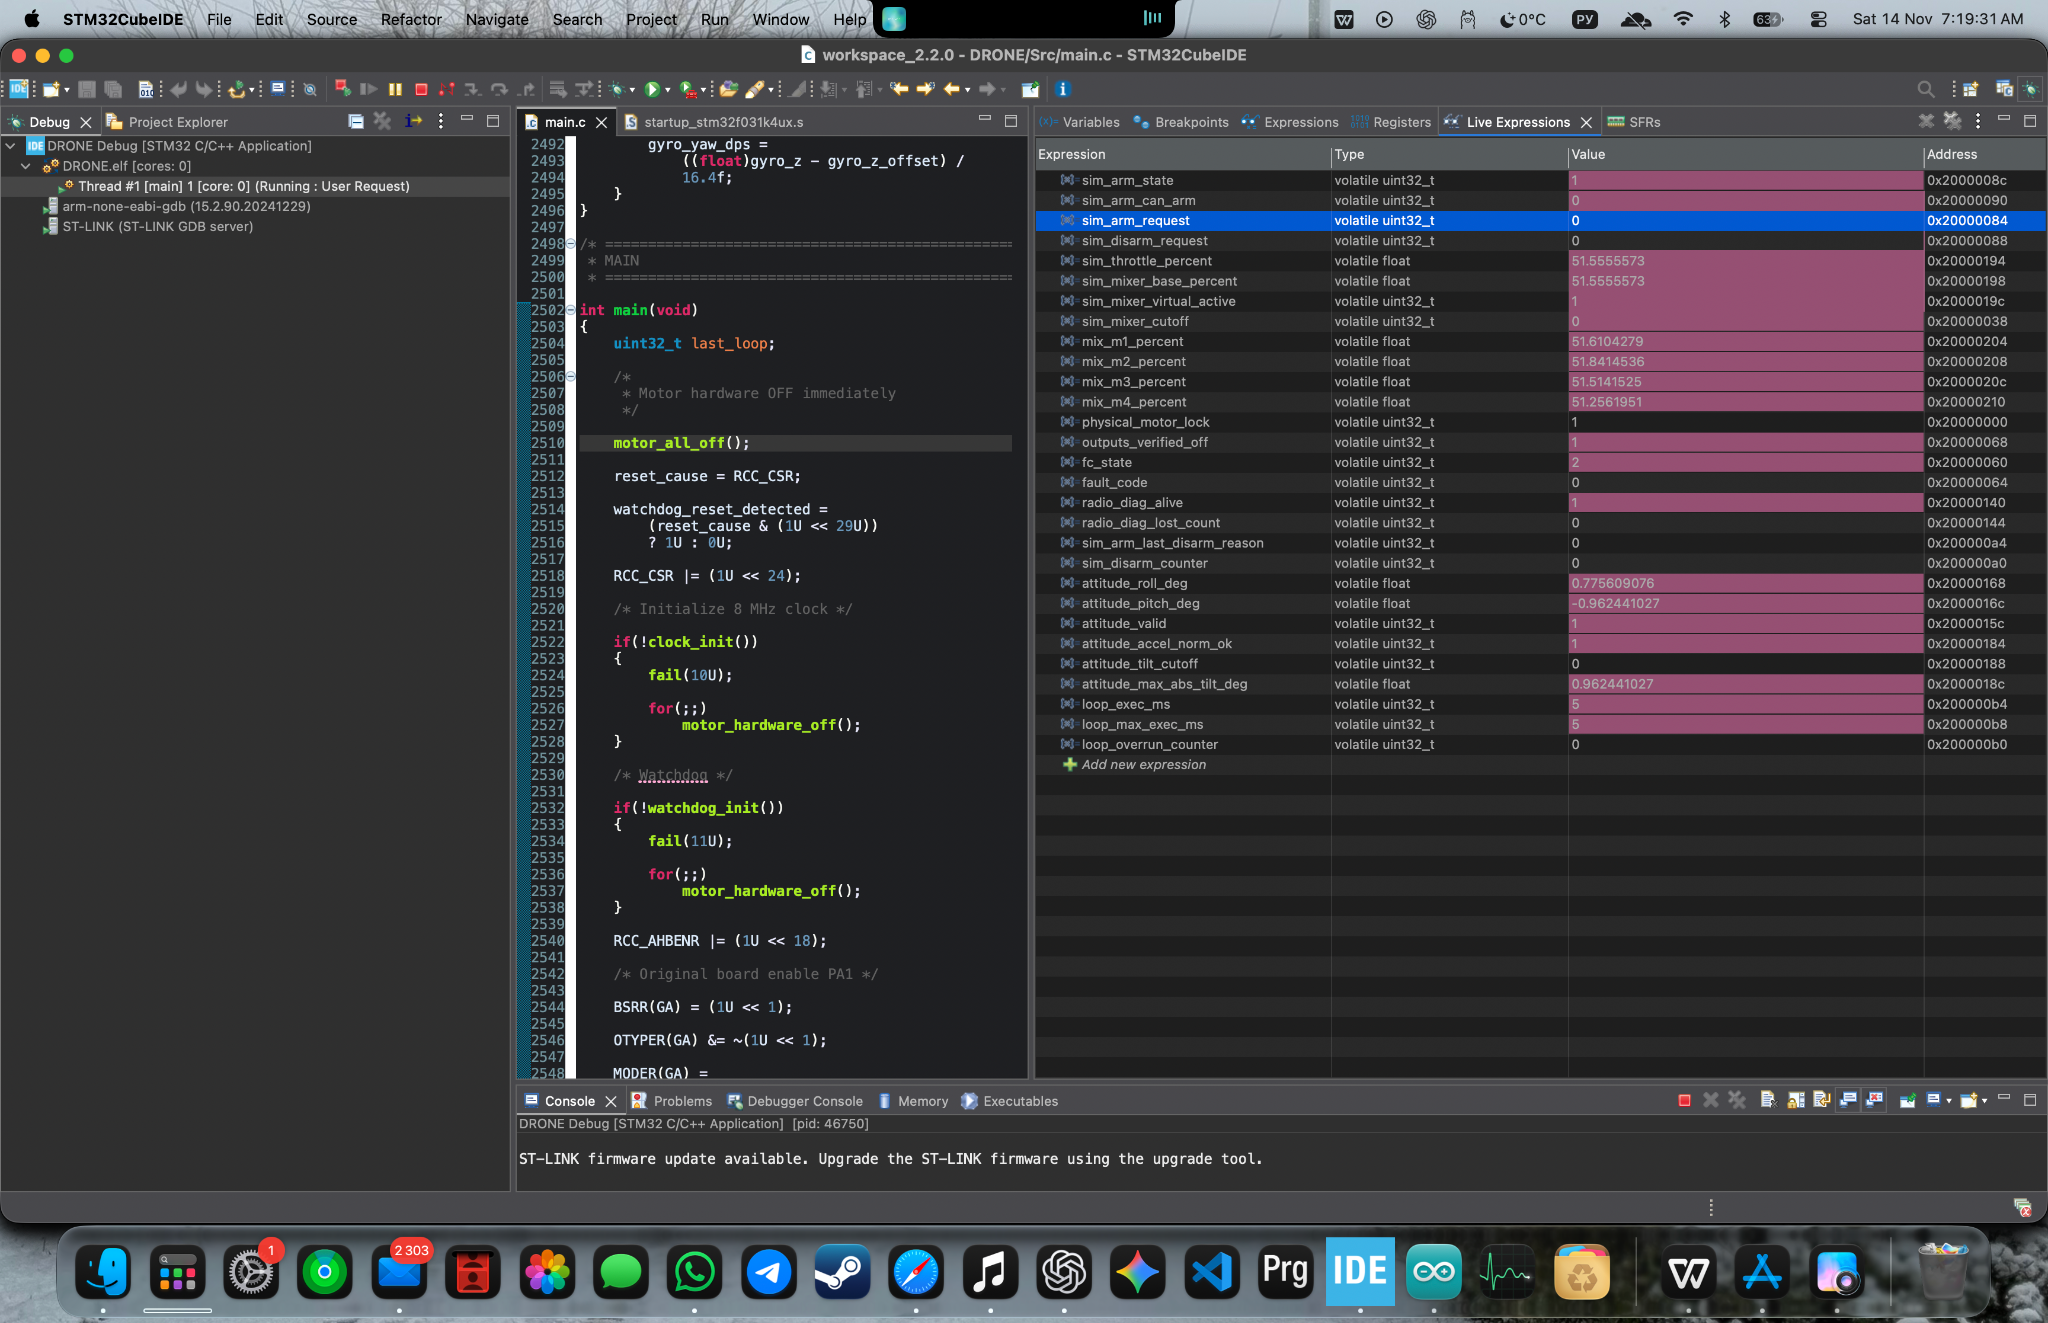 STM32CubeIDE File Edit Source Refactor Navigate Search Project Run Window Help
0°C РУ 63 Sat 14 Nov 7:19:31 AM
workspace_2.2.0 - DRONE/Src/main.c - STM32CubeIDE
Debug Project Explorer
IDE DRONE Debug [STM32 C/C++ Application]
DRONE.elf [cores: 0]
Thread #1 [main] 1 [core: 0] (Running : User Request)
arm-none-eabi-gdb (15.2.90.20241229)
ST-LINK (ST-LINK GDB server)
main.c startup_stm32f031k4ux.s
2492 gyro_yaw_dps =
2493 ((float)gyro_z - gyro_z_offset) /
2494 16.4f;
2495 }
2496 }
2497
2498 /* ================================================
2499 * MAIN
2500 * ================================================
2501
2502 int main(void)
2503 {
2504 uint32_t last_loop;
2505
2506 /*
2507 * Motor hardware OFF immediately
2508 */
2509
2510 motor_all_off();
2511
2512 reset_cause = RCC_CSR;
2513
2514 watchdog_reset_detected =
2515 (reset_cause & (1U << 29U))
2516 ? 1U : 0U;
2517
2518 RCC_CSR |= (1U << 24);
2519
2520 /* Initialize 8 MHz clock */
2521
2522 if(!clock_init())
2523 {
2524 fail(10U);
2525
2526 for(;;)
2527 motor_hardware_off();
2528 }
2529
2530 /* Watchdog */
2531
2532 if(!watchdog_init())
2533 {
2534 fail(11U);
2535
2536 for(;;)
2537 motor_hardware_off();
2538 }
2539
2540 RCC_AHBENR |= (1U << 18);
2541
2542 /* Original board enable PA1 */
2543
2544 BSRR(GA) = (1U << 1);
2545
2546 OTYPER(GA) &= ~(1U << 1);
2547
2548 MODER(GA) =
Variables Breakpoints Expressions Registers Live Expressions SFRs
Expression Type Value Address
sim_arm_state volatile uint32_t 1 0x2000008c
sim_arm_can_arm volatile uint32_t 0 0x20000090
sim_arm_request volatile uint32_t 0 0x20000084
sim_disarm_request volatile uint32_t 0 0x20000088
sim_throttle_percent volatile float 51.5555573 0x20000194
sim_mixer_base_percent volatile float 51.5555573 0x20000198
sim_mixer_virtual_active volatile uint32_t 1 0x2000019c
sim_mixer_cutoff volatile uint32_t 0 0x20000038
mix_m1_percent volatile float 51.6104279 0x20000204
mix_m2_percent volatile float 51.8414536 0x20000208
mix_m3_percent volatile float 51.5141525 0x2000020c
mix_m4_percent volatile float 51.2561951 0x20000210
physical_motor_lock volatile uint32_t 1 0x20000000
outputs_verified_off volatile uint32_t 1 0x20000068
fc_state volatile uint32_t 2 0x20000060
fault_code volatile uint32_t 0 0x20000064
radio_diag_alive volatile uint32_t 1 0x20000140
radio_diag_lost_count volatile uint32_t 0 0x20000144
sim_arm_last_disarm_reason volatile uint32_t 0 0x200000a4
sim_disarm_counter volatile uint32_t 0 0x200000a0
attitude_roll_deg volatile float 0.775609076 0x20000168
attitude_pitch_deg volatile float -0.962441027 0x2000016c
attitude_valid volatile uint32_t 1 0x2000015c
attitude_accel_norm_ok volatile uint32_t 1 0x20000184
attitude_tilt_cutoff volatile uint32_t 0 0x20000188
attitude_max_abs_tilt_deg volatile float 0.962441027 0x2000018c
loop_exec_ms volatile uint32_t 5 0x200000b4
loop_max_exec_ms volatile uint32_t 5 0x200000b8
loop_overrun_counter volatile uint32_t 0 0x200000b0
Add new expression
Console Problems Debugger Console Memory Executables
DRONE Debug [STM32 C/C++ Application] [pid: 46750]
ST-LINK firmware update available. Upgrade the ST-LINK firmware using the upgrade tool.
1 2 303 Prg IDE